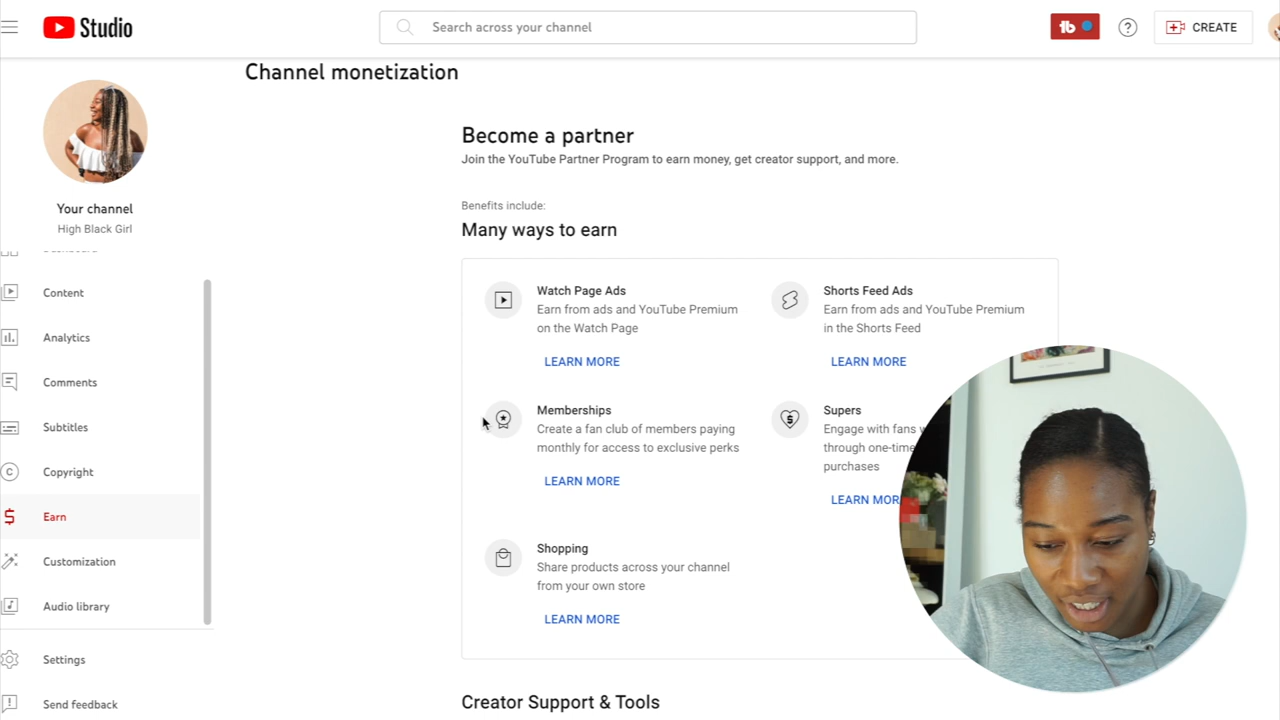 Studio
Search across your channel
CREATE
Channel monetization
Your channel
High Black Girl
Content
Analytics
Comments
Subtitles
Copyright
Earn
Customization
Audio library
Settings
Send feedback
Become a partner
Join the YouTube Partner Program to earn money, get creator support, and more.
Benefits include:
Many ways to earn
Watch Page Ads
Earn from ads and YouTube Premium
on the Watch Page
LEARN MORE
Shorts Feed Ads
Earn from ads and YouTube Premium
in the Shorts Feed
LEARN MORE
Memberships
Create a fan club of members paying
monthly for access to exclusive perks
LEARN MORE
Supers
Engage with fans
through one-time
purchases
LEARN
Shopping
Share products across your channel
from your own store
LEARN MORE
Creator Support & Tools